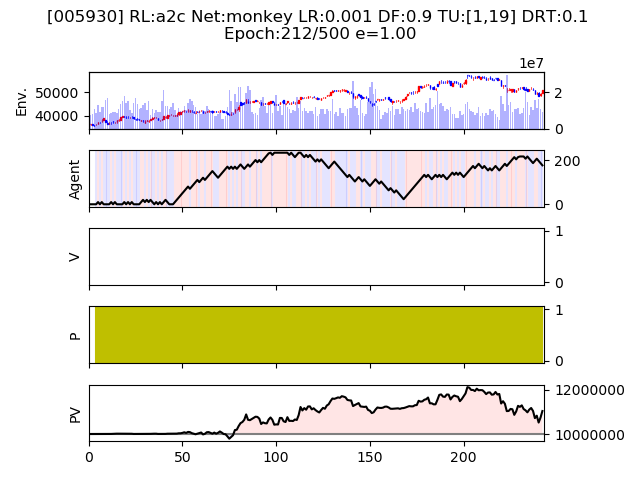 [005930] RL:a2c Net:monkey LR:0.001 DF:0.9 TU:[1,19] DRT:0.1
Epoch:212/500 e=1.00
1e7
Env.
50000
40000
2
0
Agent
200
0
V
1
0
P
1
0
PV
12000000
10000000
0
50
100
150
200